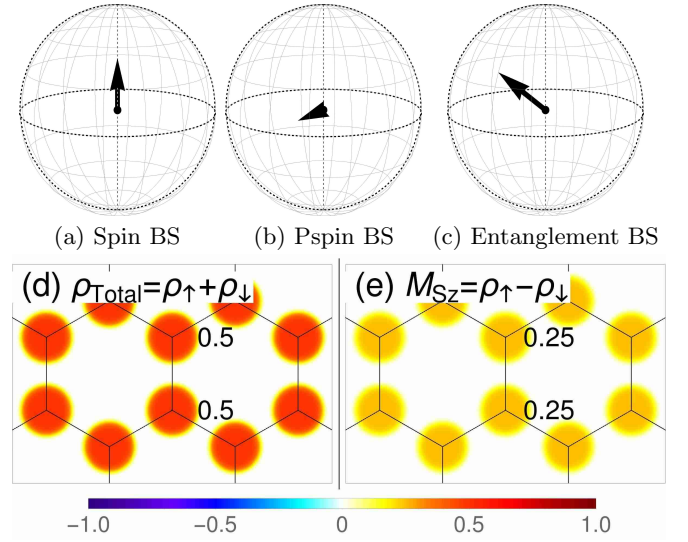 (a) Spin BS (b) Pspin BS (c) Entanglement BS
(d) ρTotal=ρ↑+ρ↓ (e) MSz=ρ↑−ρ↓
0.5 0.25
0.5 0.25
−1.0 −0.5 0 0.5 1.0